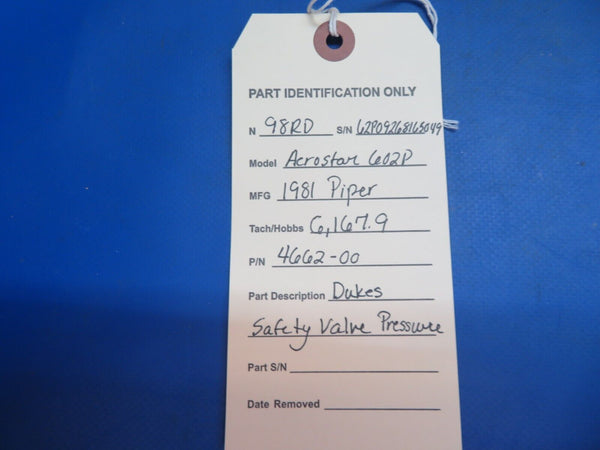 PART IDENTIFICATION ONLY
N 98RD S/N 62P09268165049
Model Aerostar 602P
MFG 1981 Piper
Tach/Hobbs 6,167.9
P/N 4662-00
Part Description Dukes
Safety Valve Pressure
Part S/N
Date Removed